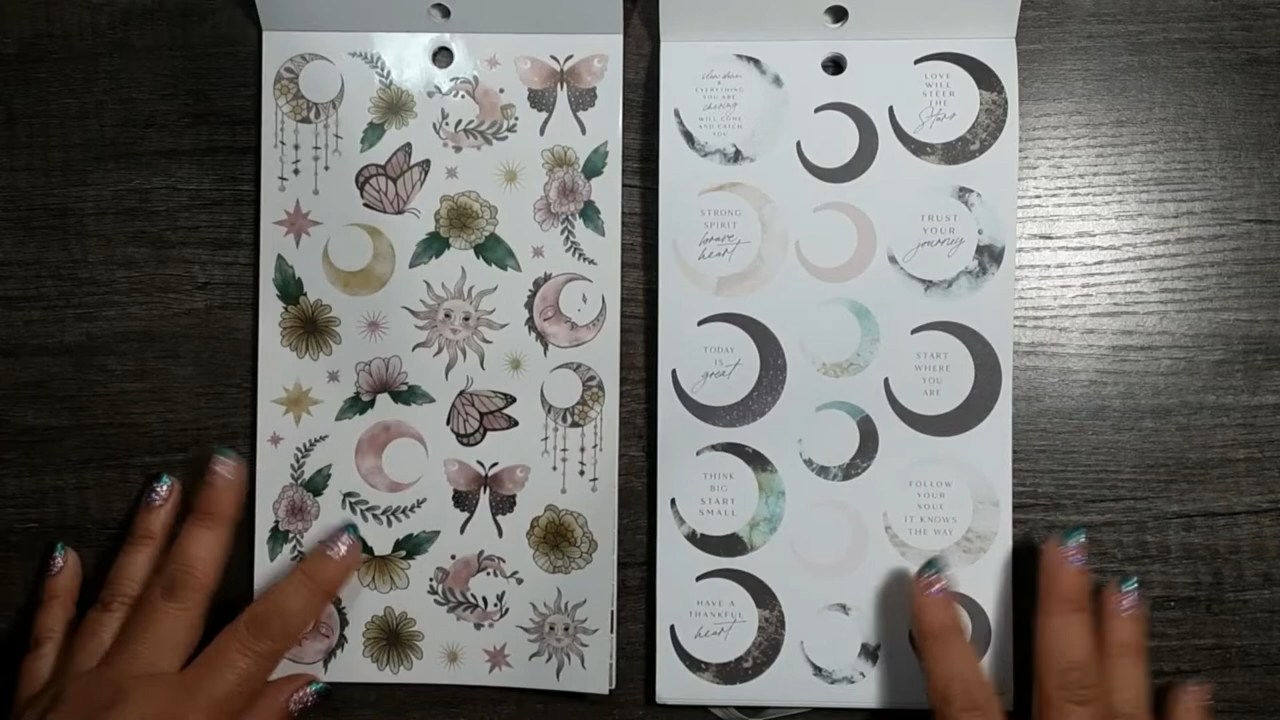 slow down
+
EVERYTHING
YOU ARE
chasing
WILL COME
AND CATCH
YOU
LOVE
WILL
STEER
THE
Stars
STRONG
SPIRIT
brave
heart
TRUST
YOUR
journey
TODAY
IS
great
START
WHERE
YOU
ARE
THINK
BIG
START
SMALL
FOLLOW
YOUR
SOUL
IT KNOWS
THE WAY
HAVE A
THANKFUL
heart